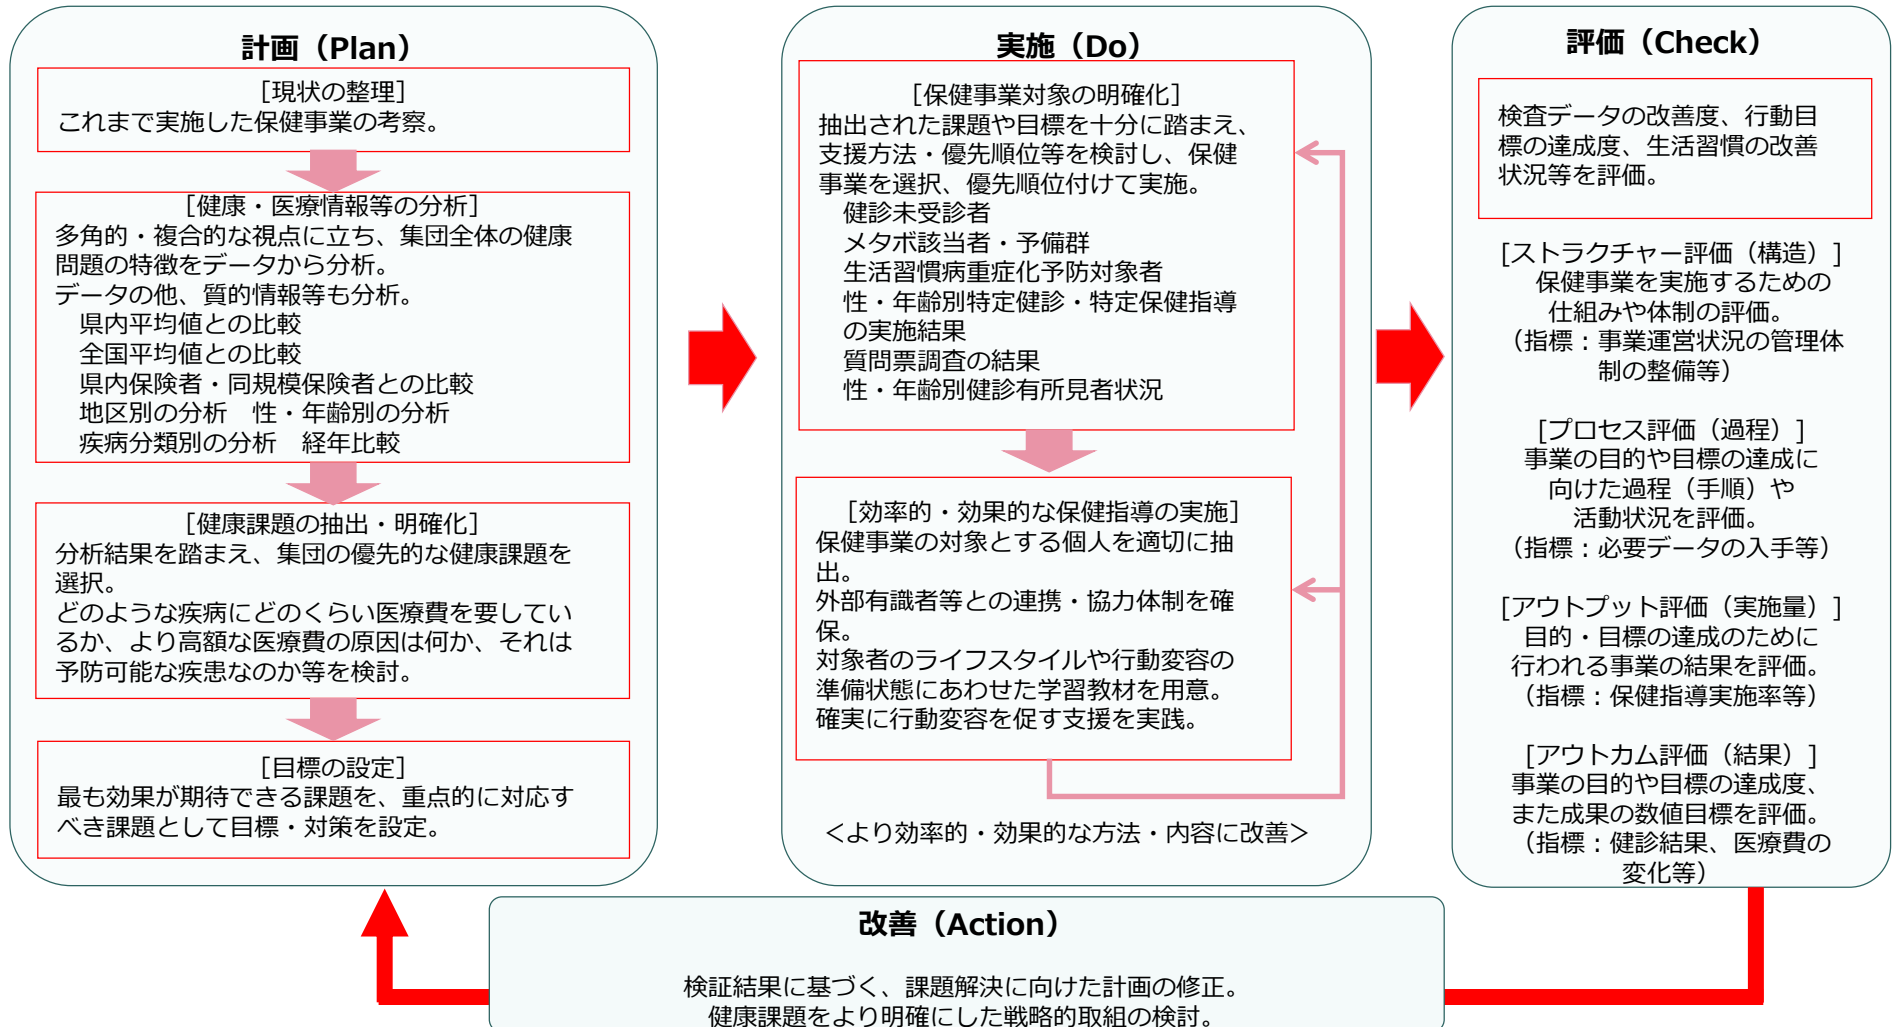 計画（Plan）
［現状の整理］
これまで実施した保健事業の考察。
［健康・医療情報等の分析］
多角的・複合的な視点に立ち、集団全体の健康
問題の特徴をデータから分析。
データの他、質的情報等も分析。
県内平均値との比較
全国平均値との比較
県内保険者・同規模保険者との比較
地区別の分析　性・年齢別の分析
疾病分類別の分析　経年比較
［健康課題の抽出・明確化］
分析結果を踏まえ、集団の優先的な健康課題を
選択。
どのような疾病にどのくらい医療費を要してい
るか、より高額な医療費の原因は何か、それは
予防可能な疾患なのか等を検討。
［目標の設定］
最も効果が期待できる課題を、重点的に対応す
べき課題として目標・対策を設定。
実施（Do）
［保健事業対象の明確化］
抽出された課題や目標を十分に踏まえ、
支援方法・優先順位等を検討し、保健
事業を選択、優先順位付けて実施。
健診未受診者
メタボ該当者・予備群
生活習慣病重症化予防対象者
性・年齢別特定健診・特定保健指導
の実施結果
質問票調査の結果
性・年齢別健診有所見者状況
［効率的・効果的な保健指導の実施］
保健事業の対象とする個人を適切に抽
出。
外部有識者等との連携・協力体制を確
保。
対象者のライフスタイルや行動変容の
準備状態にあわせた学習教材を用意。
確実に行動変容を促す支援を実践。
＜より効率的・効果的な方法・内容に改善＞
評価（Check）
検査データの改善度、行動目
標の達成度、生活習慣の改善
状況等を評価。
[ストラクチャー評価（構造）]
保健事業を実施するための
仕組みや体制の評価。
（指標：事業運営状況の管理体
制の整備等）
[プロセス評価（過程）]
事業の目的や目標の達成に
向けた過程（手順）や
活動状況を評価。
（指標：必要データの入手等）
[アウトプット評価（実施量）]
目的・目標の達成のために
行われる事業の結果を評価。
（指標：保健指導実施率等）
[アウトカム評価（結果）]
事業の目的や目標の達成度、
また成果の数値目標を評価。
（指標：健診結果、医療費の
変化等）
改善（Action）
検証結果に基づく、課題解決に向けた計画の修正。
健康課題をより明確にした戦略的取組の検討。